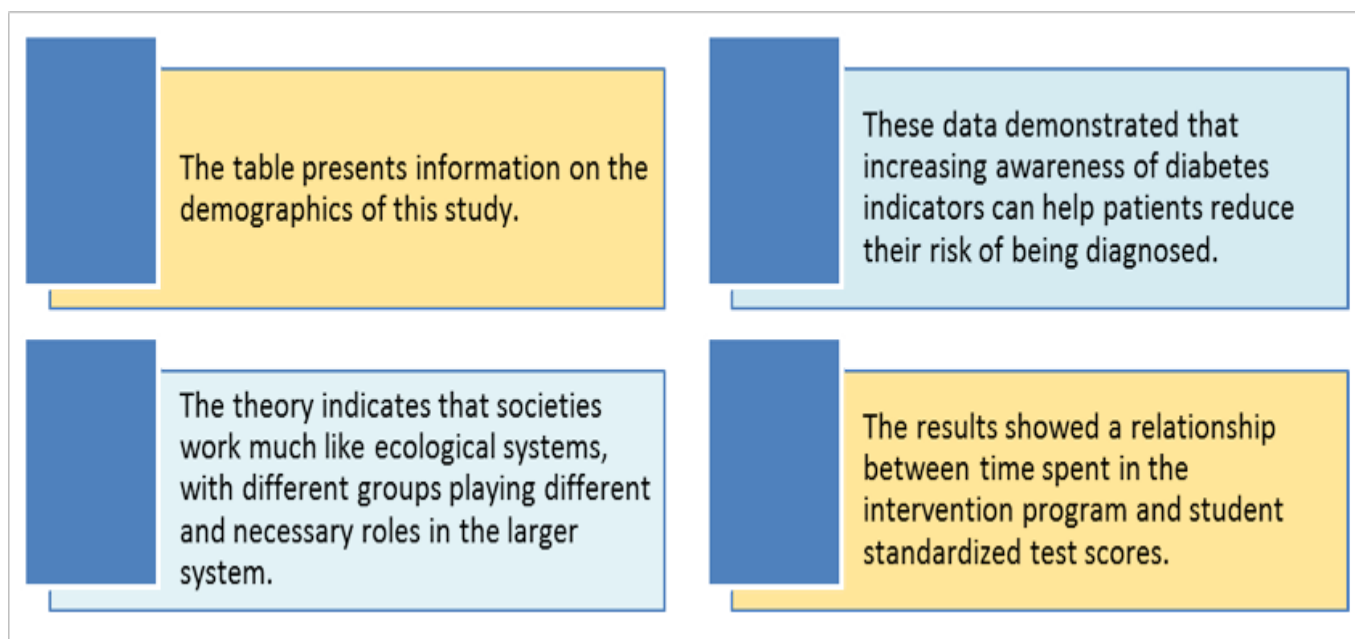 The table presents information on the
demographics of this study.
These data demonstrated that
increasing awareness of diabetes
indicators can help patients reduce
their risk of being diagnosed.
The theory indicates that societies
work much like ecological systems,
with different groups playing different
and necessary roles in the larger
system.
The results showed a relationship
between time spent in the
intervention program and student
standardized test scores.